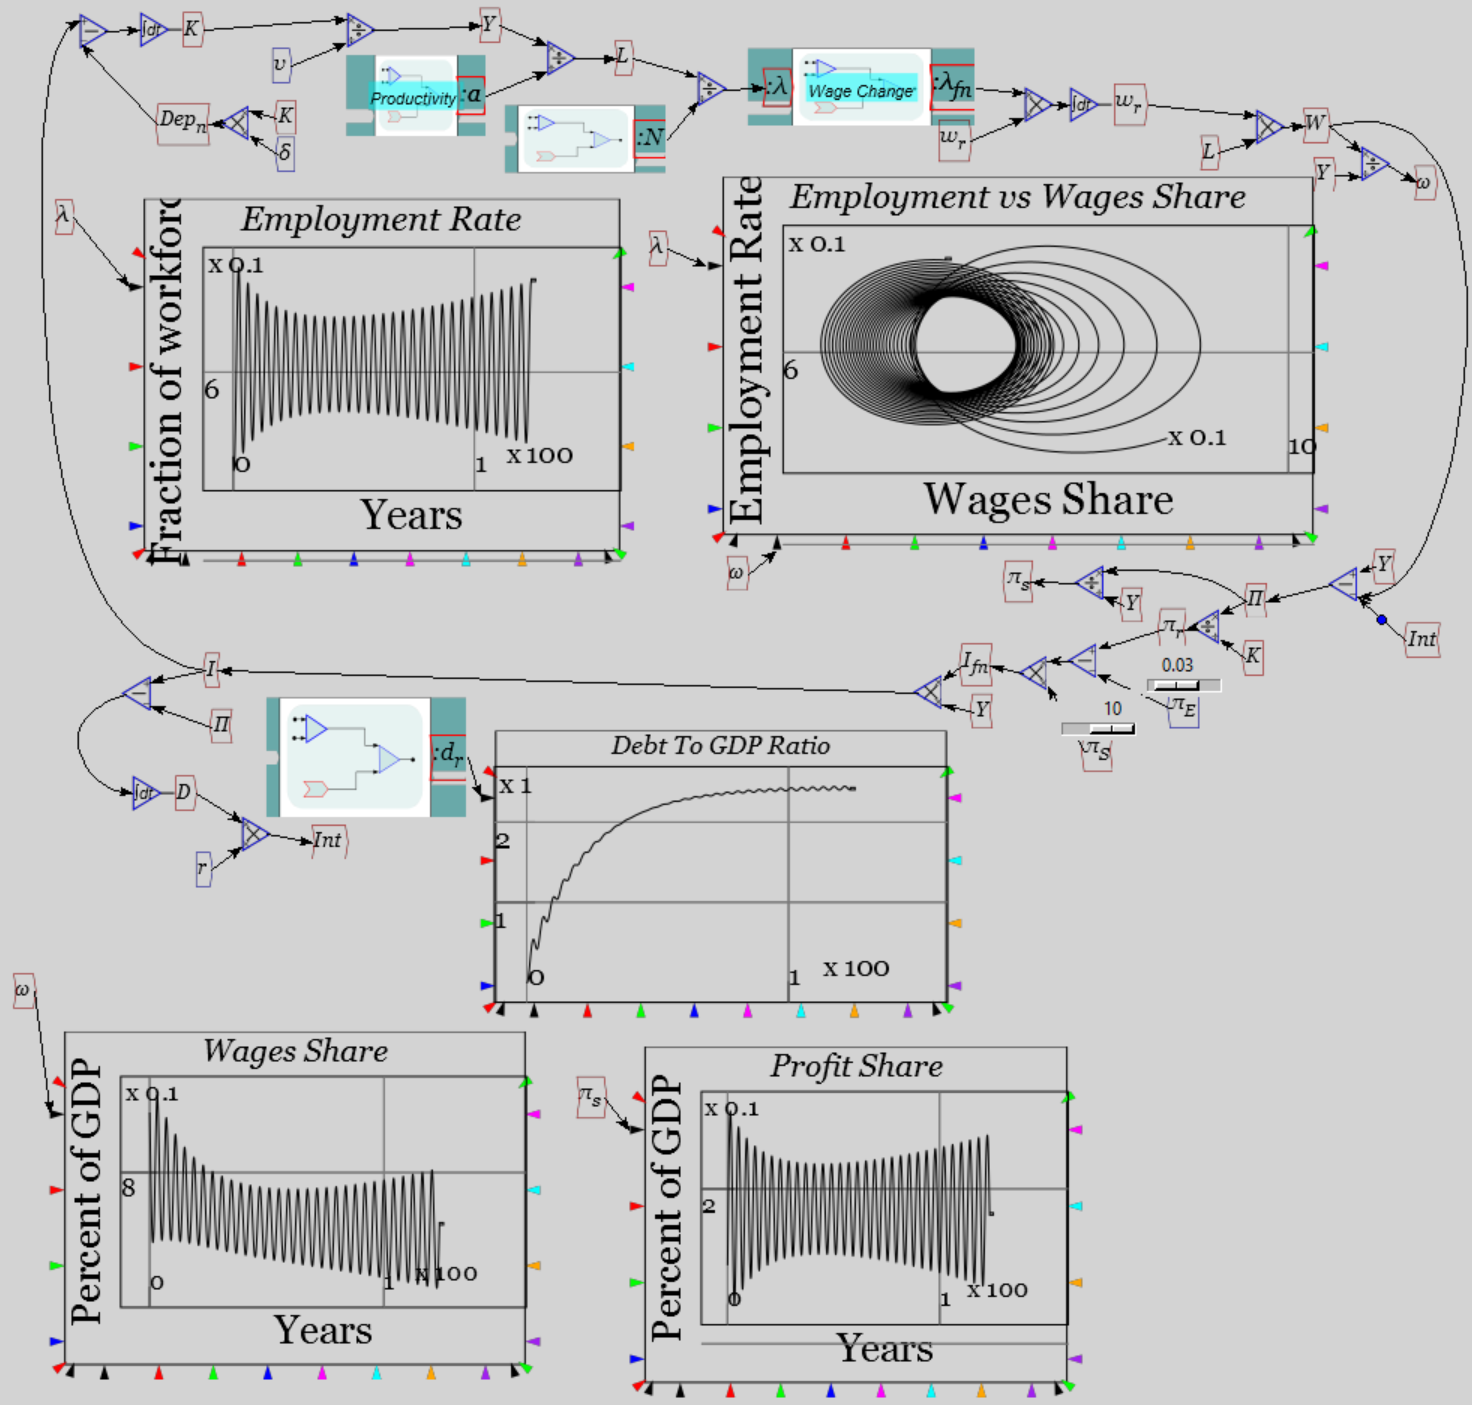 − ∫dt K ÷ Y
υ
÷ L
Productivity :a
÷
:λ Wage Change :λfn
× ∫dt wr
:N
wr
Depn × K
δ
× W
L
Y ÷ ω
λ
Employment Rate
Fraction of workforc
x 0.1
6
0 1 x 100
Years
λ
Employment vs Wages Share
Employment Rate
x 0.1
6
x 0.1
10
Wages Share
ω
πs ÷ Π − Y
Y
πr ÷
Int
K
Ifn × −
0.03
πE
10
πS
I
×
Y
−
Π
∫dt D
×
r
Int
:dr
Debt To GDP Ratio
x 1
2
1
0 1 x 100
ω
Wages Share
Percent of GDP
x 0.1
8
0 1 x 100
Years
πs
Profit Share
Percent of GDP
x 0.1
2
0 1 x 100
Years